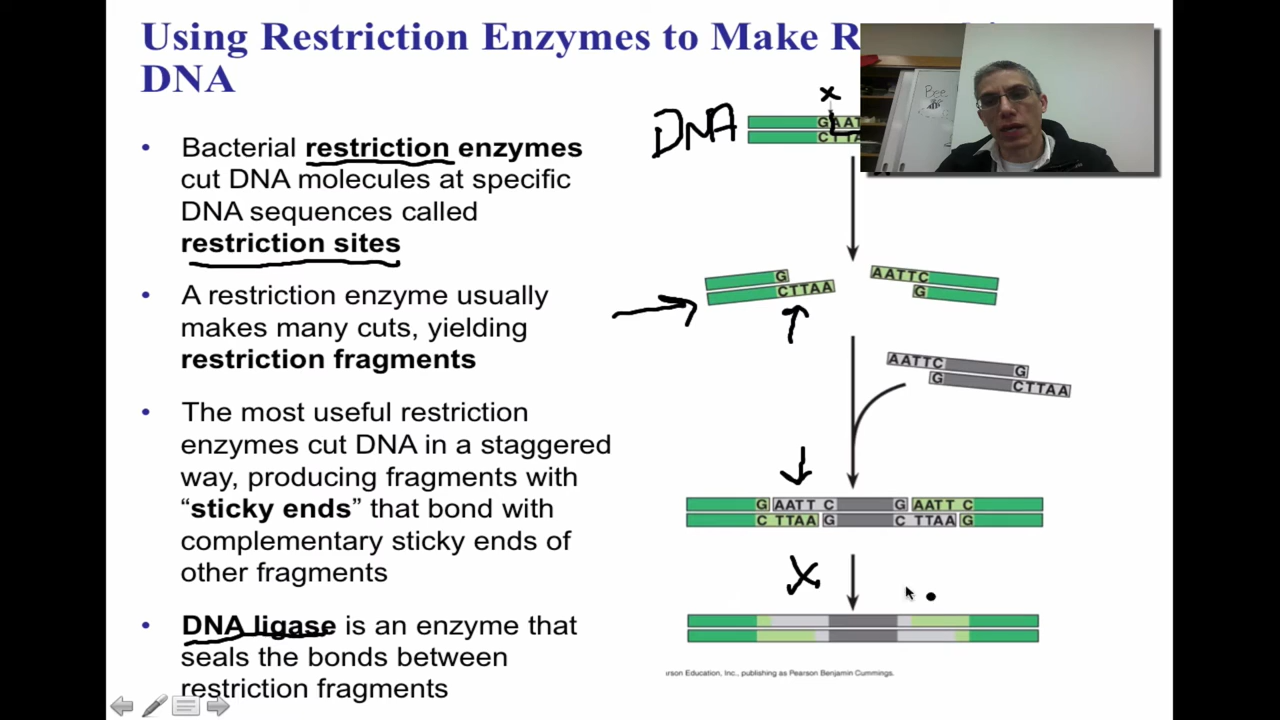 Using Restriction Enzymes to Make R
DNA
• Bacterial restriction enzymes
cut DNA molecules at specific
DNA sequences called
restriction sites
• A restriction enzyme usually
makes many cuts, yielding
restriction fragments
• The most useful restriction
enzymes cut DNA in a staggered
way, producing fragments with
“sticky ends” that bond with
complementary sticky ends of
other fragments
• DNA ligase is an enzyme that
seals the bonds between
restriction fragments
Bee
x
DNA
GAAT
CTTA
G
CTTAA
AATTC
G
AATTC G
G CTTAA
G AATT C G AATT C
C TTAA G C TTAA G
X
rson Education, Inc., publishing as Pearson Benjamin Cummings.